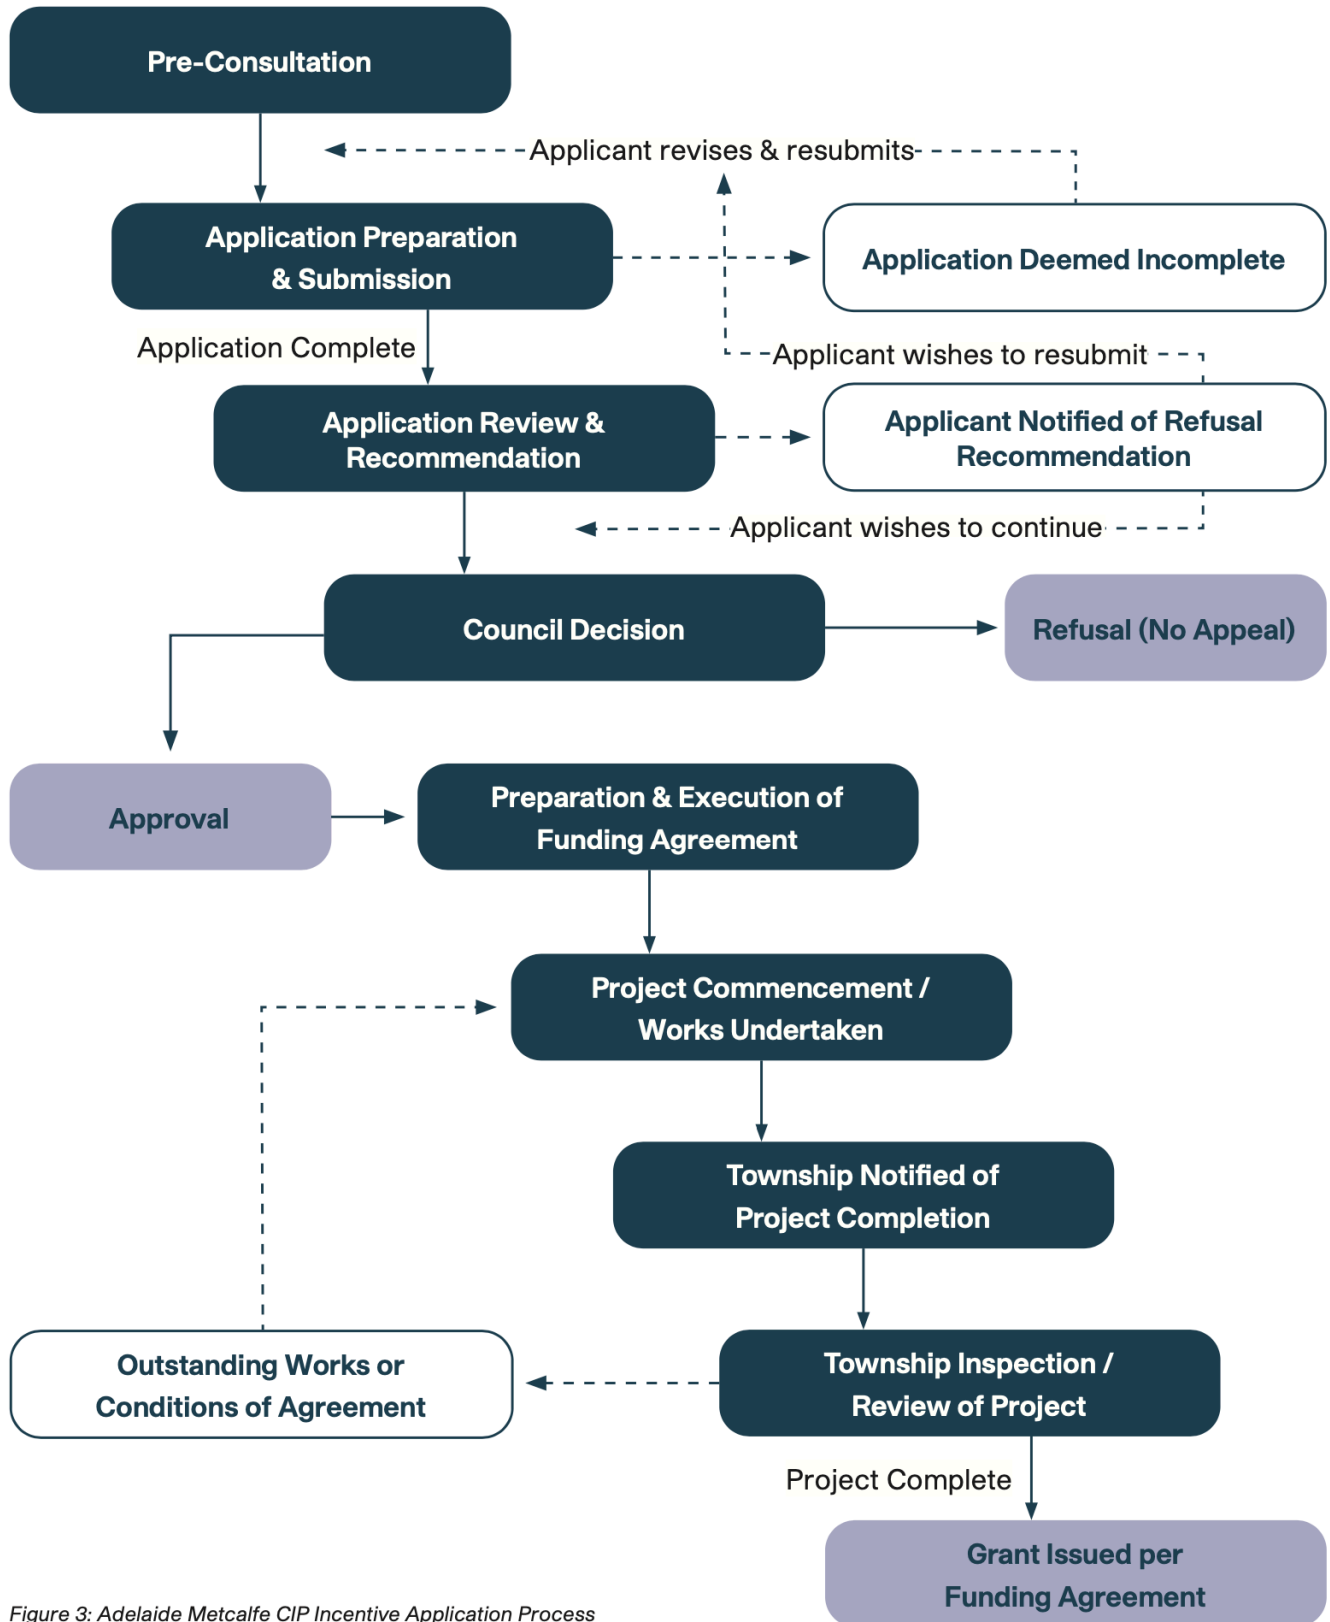 Pre-Consultation
Applicant revises & resubmits
Application Preparation
& Submission
Application Deemed Incomplete
Application Complete
Applicant wishes to resubmit
Application Review &
Recommendation
Applicant Notified of Refusal
Recommendation
Applicant wishes to continue
Council Decision
Refusal (No Appeal)
Approval
Preparation & Execution of
Funding Agreement
Project Commencement /
Works Undertaken
Township Notified of
Project Completion
Outstanding Works or
Conditions of Agreement
Township Inspection /
Review of Project
Project Complete
Grant Issued per
Funding Agreement
Figure 3: Adelaide Metcalfe CIP Incentive Application Process